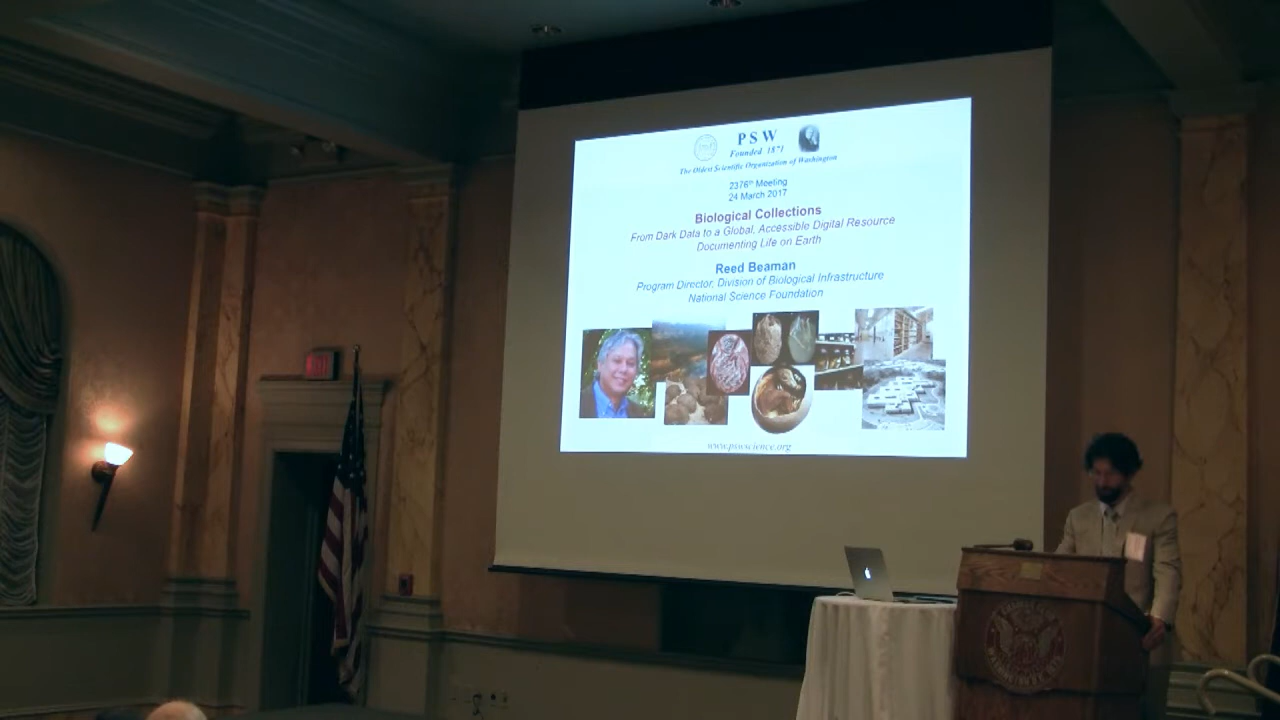 PSW
Founded 1871
The Oldest Scientific Organization of Washington
2376th Meeting
24 March 2017
Biological Collections
From Dark Data to a Global, Accessible Digital Resource
Documenting Life on Earth
Reed Beaman
Program Director, Division of Biological Infrastructure
National Science Foundation
www.pswscience.org